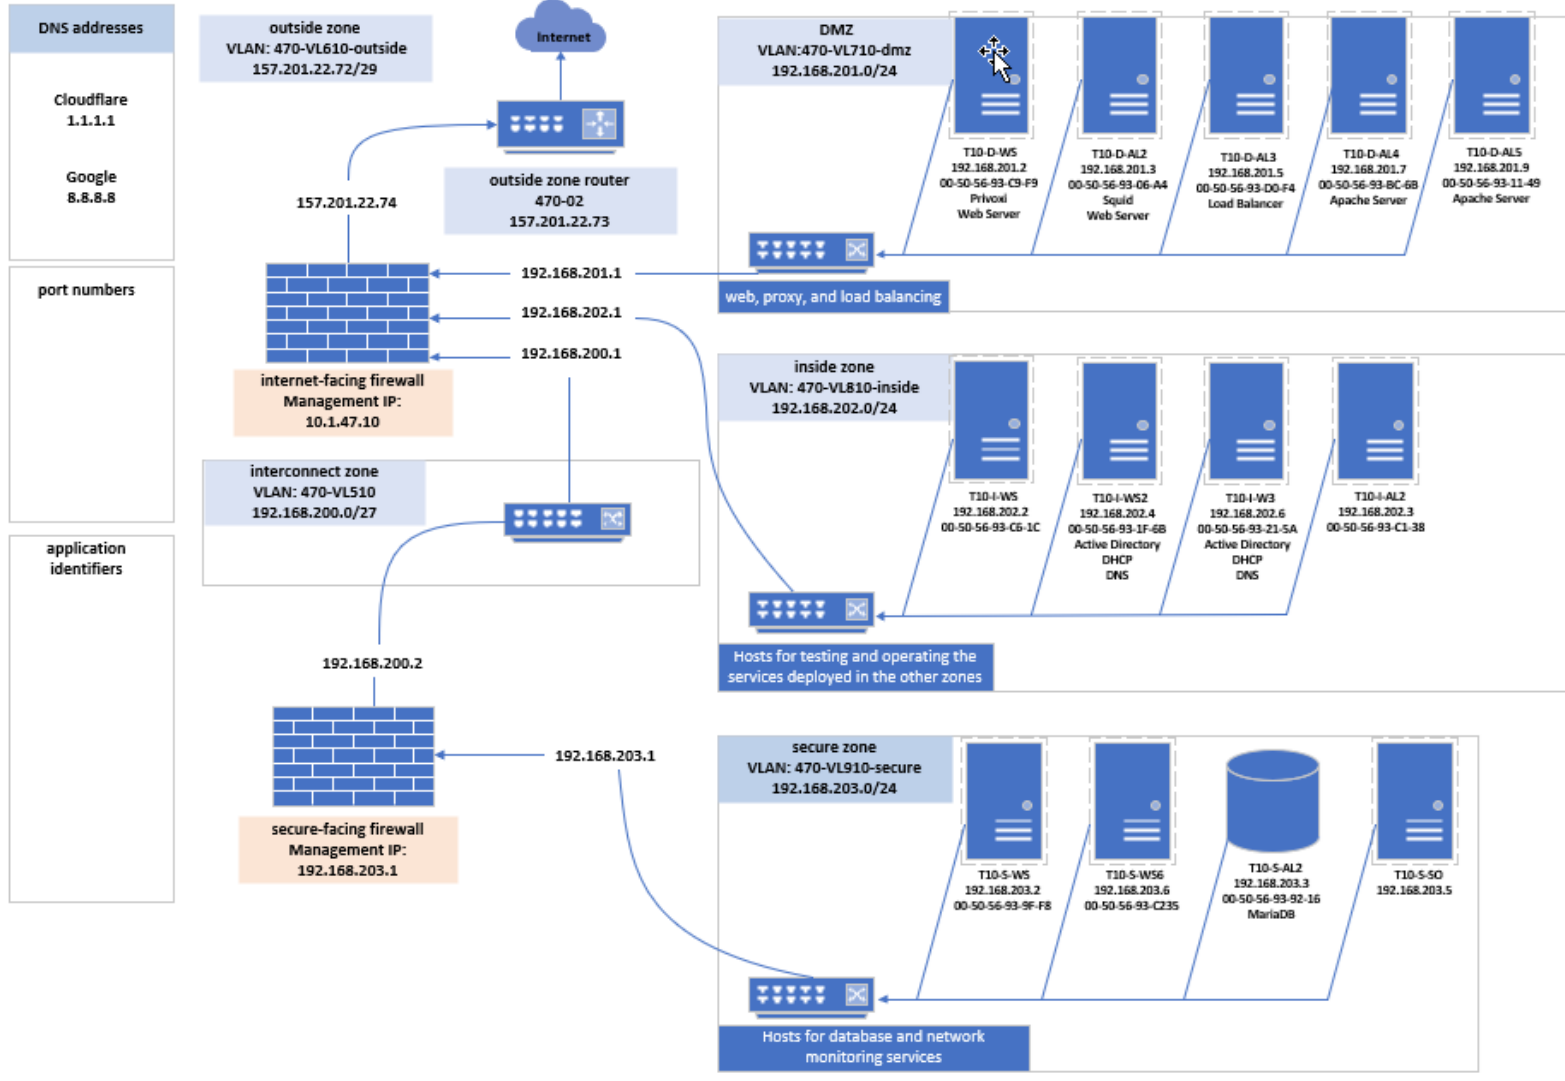 DNS addresses
Cloudflare
1.1.1.1
Google
8.8.8.8
port numbers
application
identifiers
outside zone
VLAN: 470-VL610-outside
157.201.22.72/29
Internet
outside zone router
470-02
157.201.22.73
157.201.22.74
192.168.201.1
192.168.202.1
192.168.200.1
internet-facing firewall
Management IP:
10.1.47.10
interconnect zone
VLAN: 470-VL510
192.168.200.0/27
192.168.200.2
192.168.203.1
secure-facing firewall
Management IP:
192.168.203.1
DMZ
VLAN:470-VL710-dmz
192.168.201.0/24
T10-D-WS
192.168.201.2
00-50-56-93-C9-F9
Privoxi
Web Server
T10-D-AL2
192.168.201.3
00-50-56-93-06-A4
Squid
Web Server
T10-D-AL3
192.168.201.5
00-50-56-93-D0-F4
Load Balancer
T10-D-AL4
192.168.201.7
00-50-56-93-BC-6B
Apache Server
T10-D-AL5
192.168.201.9
00-50-56-93-11-49
Apache Server
web, proxy, and load balancing
inside zone
VLAN: 470-VL810-inside
192.168.202.0/24
T10-I-WS
192.168.202.2
00-50-56-93-C6-1C
T10-I-WS2
192.168.202.4
00-50-56-93-1F-6B
Active Directory
DHCP
DNS
T10-I-W3
192.168.202.6
00-50-56-93-21-5A
Active Directory
DHCP
DNS
T10-I-AL2
192.168.202.3
00-50-56-93-C1-38
Hosts for testing and operating the
services deployed in the other zones
secure zone
VLAN: 470-VL910-secure
192.168.203.0/24
T10-S-WS
192.168.203.2
00-50-56-93-9F-F8
T10-S-WS6
192.168.203.6
00-50-56-93-C235
T10-S-AL2
192.168.203.3
00-50-56-93-92-16
MariaDB
T10-S-SO
192.168.203.5
Hosts for database and network
monitoring services